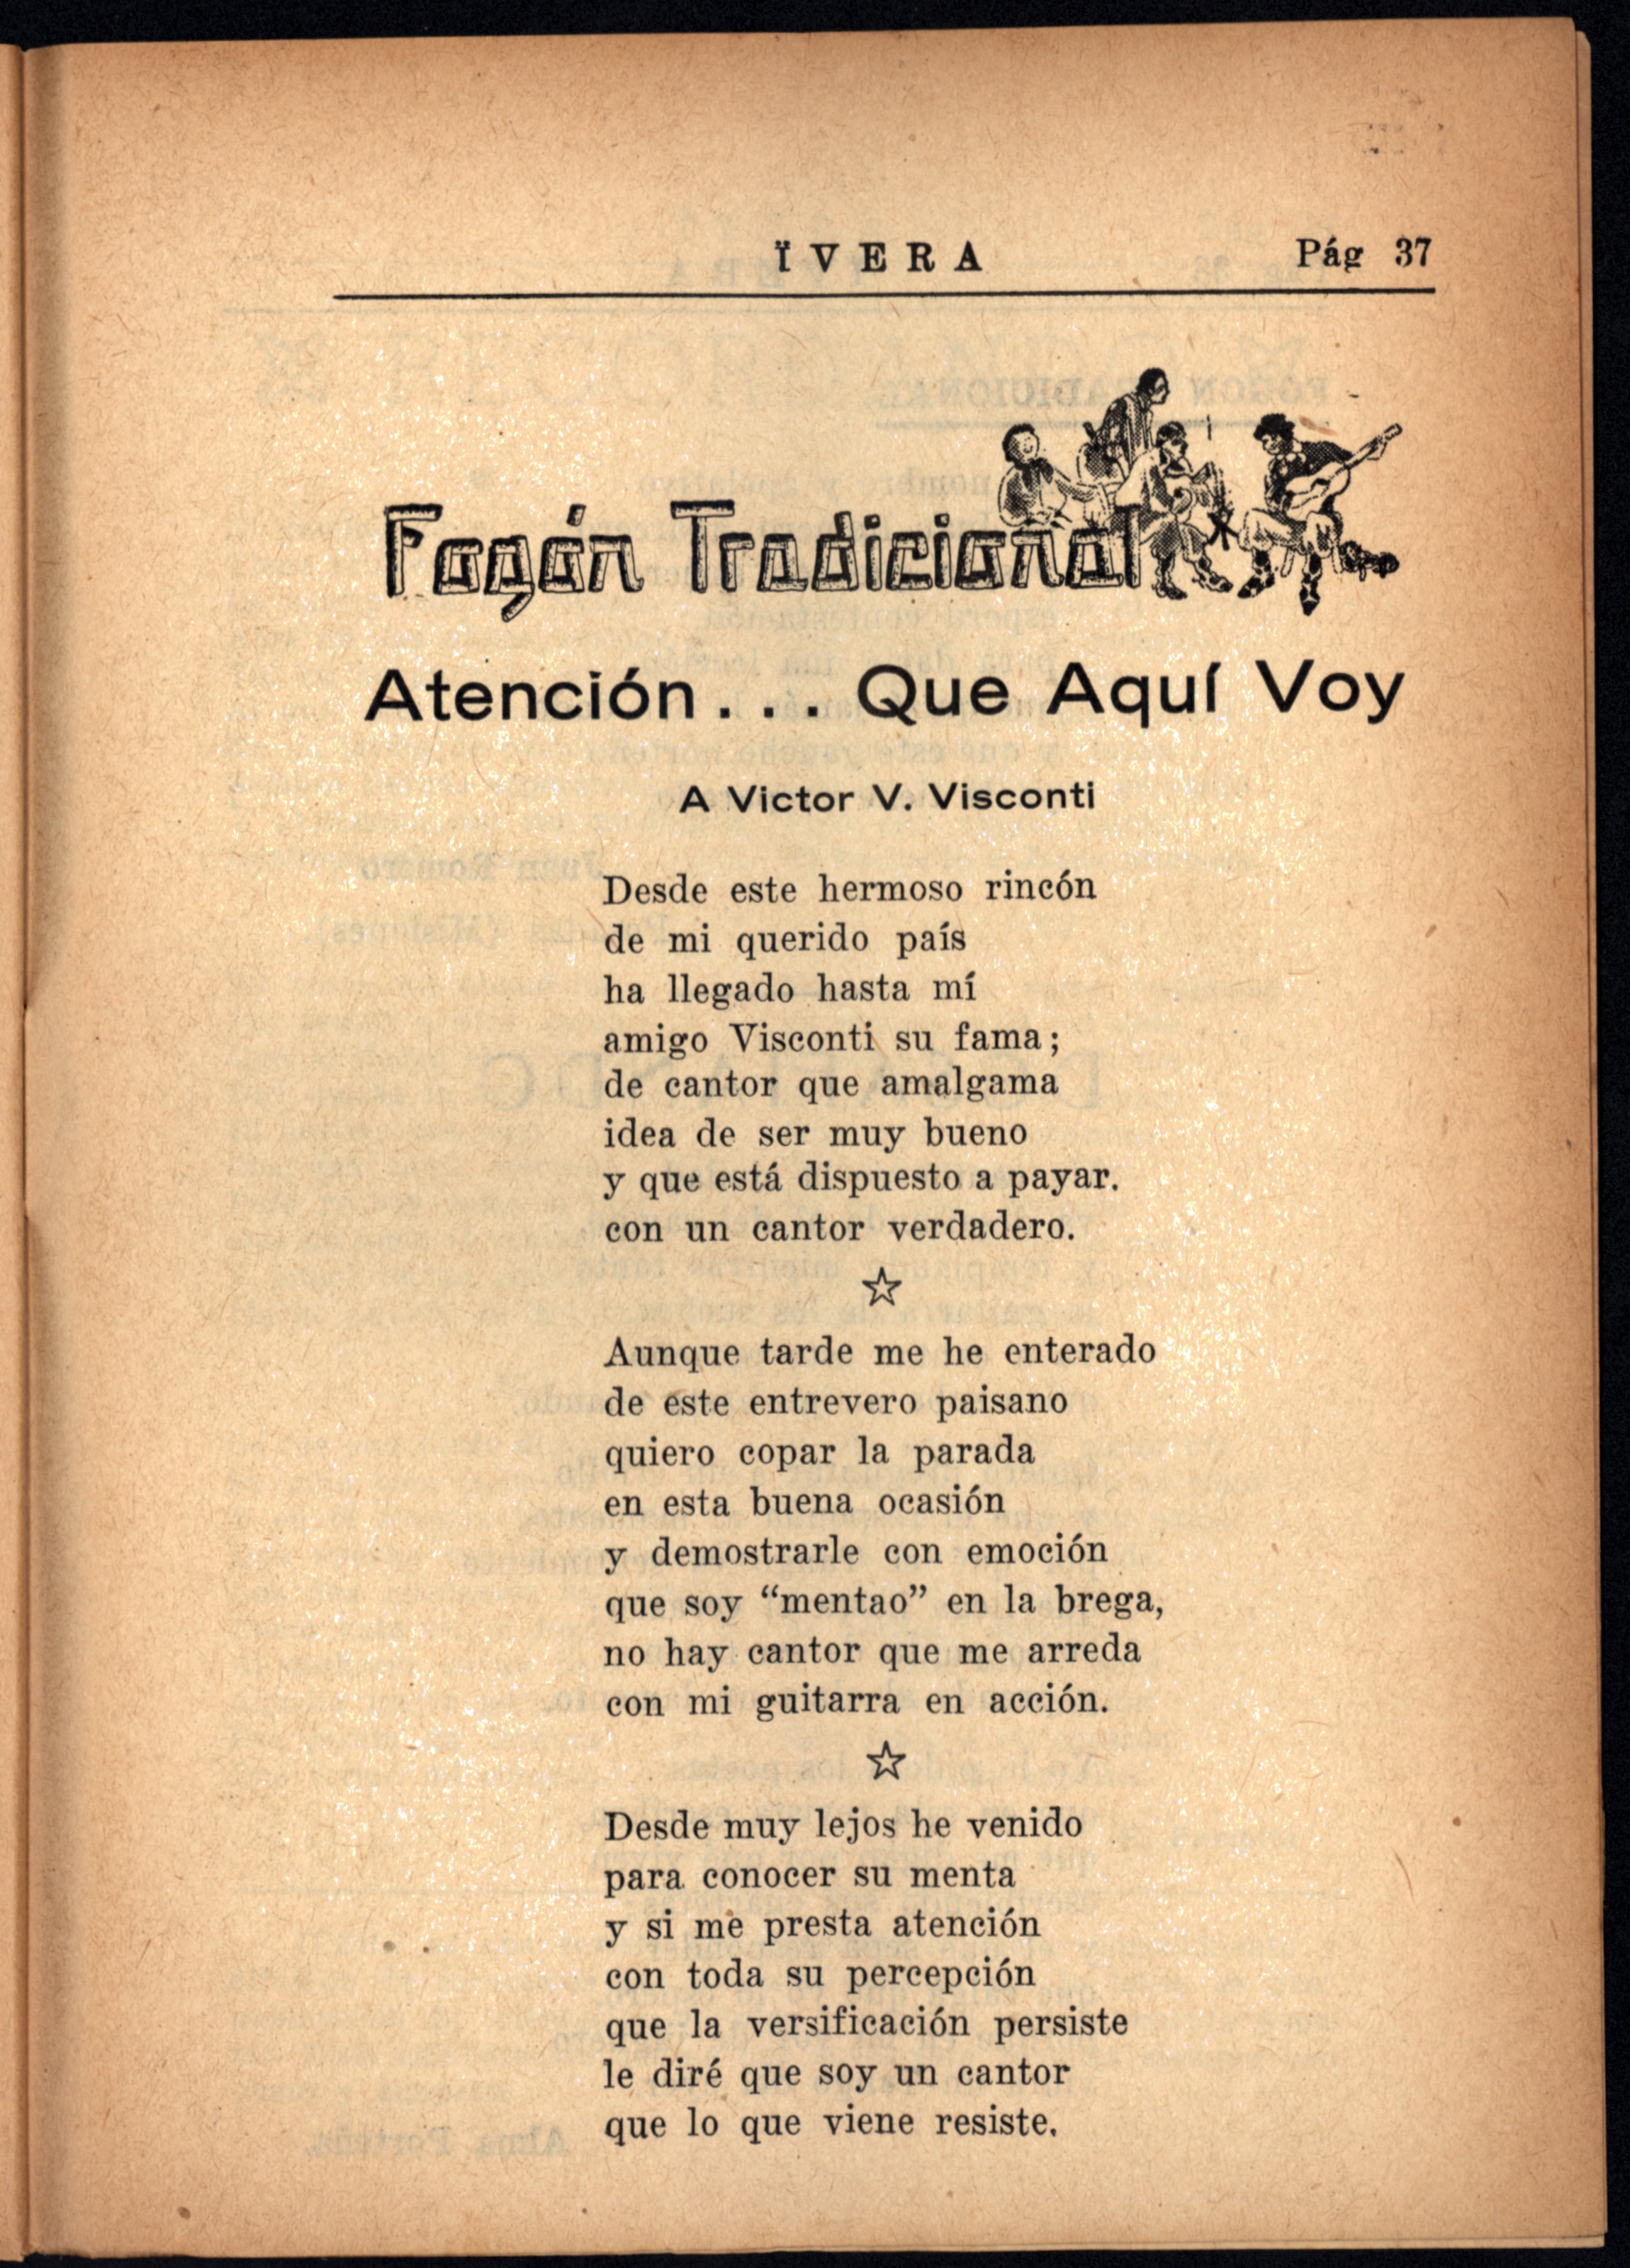 ÏVERA Pág 37
Fogón Tradicional
Atención... Que Aquí Voy
A Victor V. Visconti
Desde este hermoso rincón
de mi querido país
ha llegado hasta mí
amigo Visconti su fama;
de cantor que amalgama
idea de ser muy bueno
y que está dispuesto a payar.
con un cantor verdadero.
Aunque tarde me he enterado
de este entrevero paisano
quiero copar la parada
en esta buena ocasión
y demostrarle con emoción
que soy “mentao” en la brega,
no hay cantor que me arreda
con mi guitarra en acción.
Desde muy lejos he venido
para conocer su menta
y si me presta atención
con toda su percepción
que la versificación persiste
le diré que soy un cantor
que lo que viene resiste.